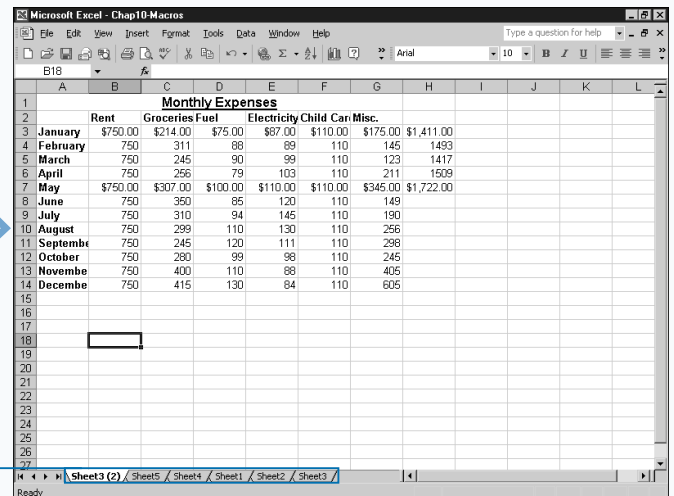 Microsoft Excel - Chap10-Macros
File Edit View Insert Format Tools Data Window Help Type a question for help
Arial 10 B I U
B18 fx
A B C D E F G H I J K L
1 Monthly Expenses
2 Rent Groceries Fuel Electricity Child Car Misc.
3 January $750.00 $214.00 $75.00 $87.00 $110.00 $175.00 $1,411.00
4 February 750 311 88 89 110 145 1493
5 March 750 245 90 99 110 123 1417
6 April 750 256 79 103 110 211 1509
7 May $750.00 $307.00 $100.00 $110.00 $110.00 $345.00 $1,722.00
8 June 750 350 85 120 110 149
9 July 750 310 94 145 110 190
10 August 750 299 110 130 110 256
11 Septembe 750 245 120 111 110 298
12 October 750 280 99 98 110 245
13 Novembe 750 400 110 88 110 405
14 Decembe 750 415 130 84 110 605
15
16
17
18
19
20
21
22
23
24
25
26
27
Sheet3 (2) Sheet5 Sheet4 Sheet1 Sheet2 Sheet3
Ready